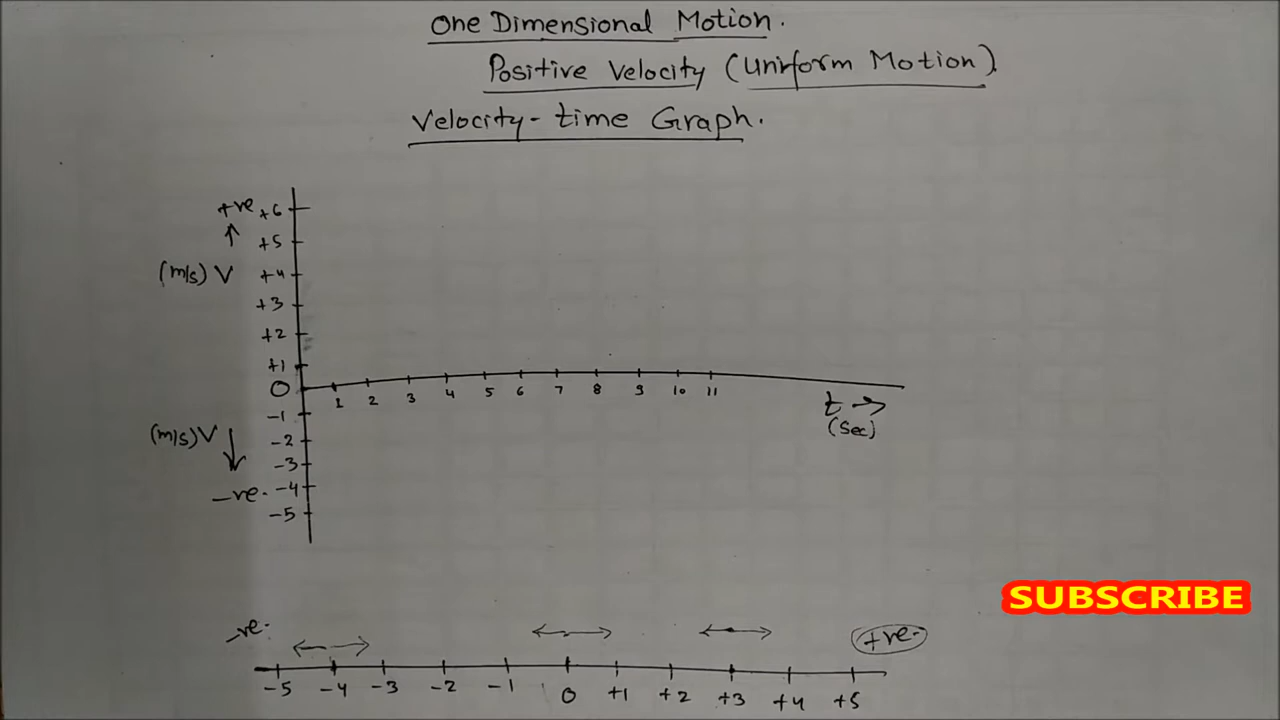 One Dimensional Motion.
Positive Velocity (Uniform Motion).
Velocity-time Graph.
+ve +6
+5
(m/s) V +4
+3
+2
+1
0
1 2 3 4 5 6 7 8 9 10 11
t →
(Sec)
-1
(m/s) V -2
-3
-ve. -4
-5
SUBSCRIBE
-ve. +ve.
-5 -4 -3 -2 -1 0 +1 +2 +3 +4 +5